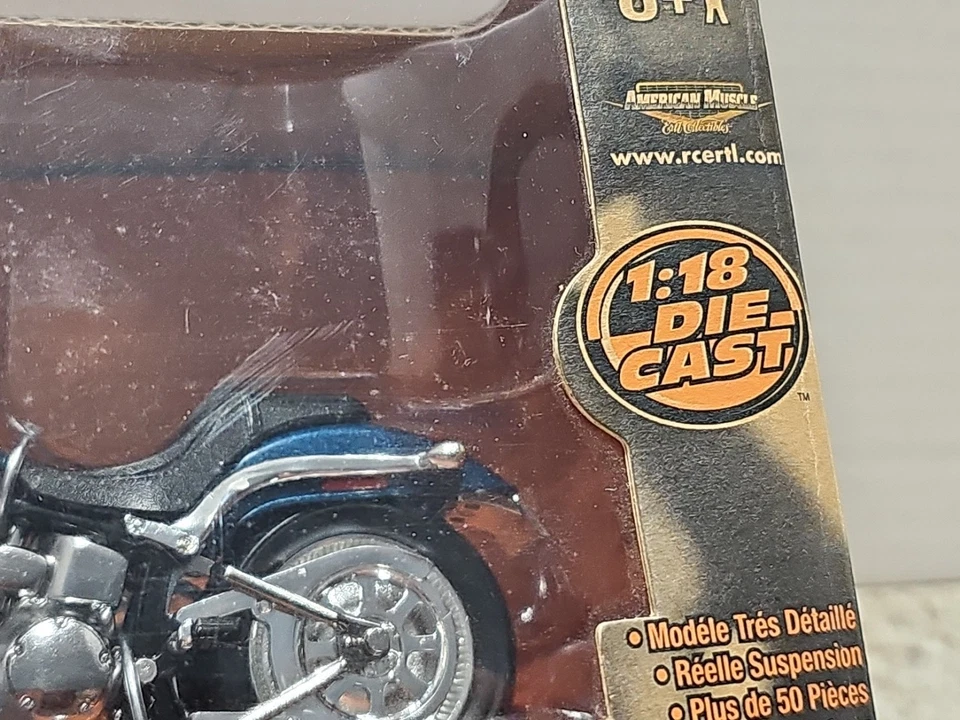 8+
AMERICAN MUSCLE
Ertl Collectibles
www.rcertl.com
1:18
DIE-
CAST
TM
• Modéle Trés Détaillé
• Réelle Suspension
• Plus de 50 Pièces